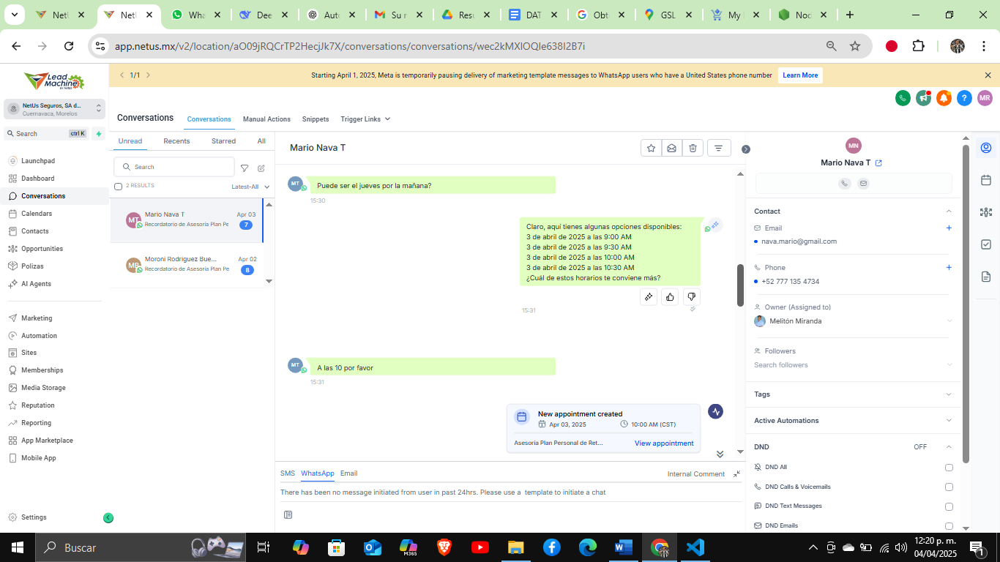 Netl
Netl
Wha
Dee
Auto
Su r
Resu
DAT
Obt
GSL
My
Nod
app.netus.mx/v2/location/aO09jRQCrTP2HecjJk7X/conversations/conversations/wec2kMXlOQIe638I2B7i
Lead Machine
BY NetUs
1/1
Starting April 1, 2025, Meta is temporarily pausing delivery of marketing template messages to WhatsApp users who have a United States phone number
Learn More
MR
NetUs Seguros, SA d...
Cuernavaca, Morelos
Search
ctrl K
Launchpad
Dashboard
Conversations
Calendars
Contacts
Opportunities
Polizas
AI Agents
Marketing
Automation
Sites
Memberships
Media Storage
Reputation
Reporting
App Marketplace
Mobile App
Settings
Conversations
Conversations
Manual Actions
Snippets
Trigger Links
Unread
Recents
Starred
All
Search
2 RESULTS
Latest-All
MT
Mario Nava T
Apr 03
Recordatorio de Asesoría Plan Pe
7
MB
Moroni Rodriguez Bue...
Apr 02
Recordatorio de Asesoría Plan Pe
8
Mario Nava T
MT
Puede ser el jueves por la mañana?
15:30
Claro, aquí tienes algunas opciones disponibles:
3 de abril de 2025 a las 9:00 AM
3 de abril de 2025 a las 9:30 AM
3 de abril de 2025 a las 10:00 AM
3 de abril de 2025 a las 10:30 AM
¿Cuál de estos horarios te conviene más?
15:31
MT
A las 10 por favor
15:31
New appointment created
Apr 03, 2025
10:00 AM (CST)
Asesoría Plan Personal de Ret...
View appointment
SMS
WhatsApp
Email
Internal Comment
There has been no message initiated from user in past 24hrs. Please use a template to initiate a chat
MN
Mario Nava T
Contact
Email
nava.mario@gmail.com
Phone
+52 777 135 4734
Owner (Assigned to)
Melitón Miranda
Followers
Search followers
Tags
Active Automations
DND
OFF
DND All
DND Calls & Voicemails
DND Text Messages
DND Emails
Buscar
M365
12:20 p. m.
04/04/2025
1